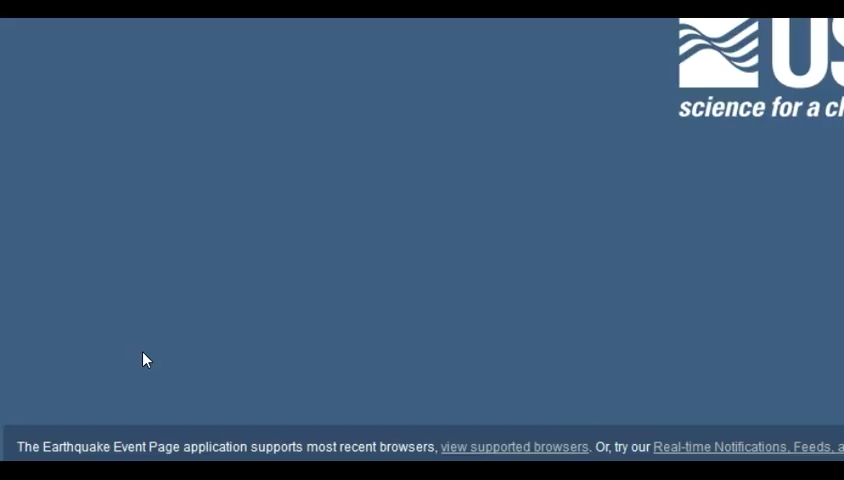 US
science for a
The Earthquake Event Page application supports most recent browsers, view supported browsers. Or, try our Real-time Notifications, Feeds,